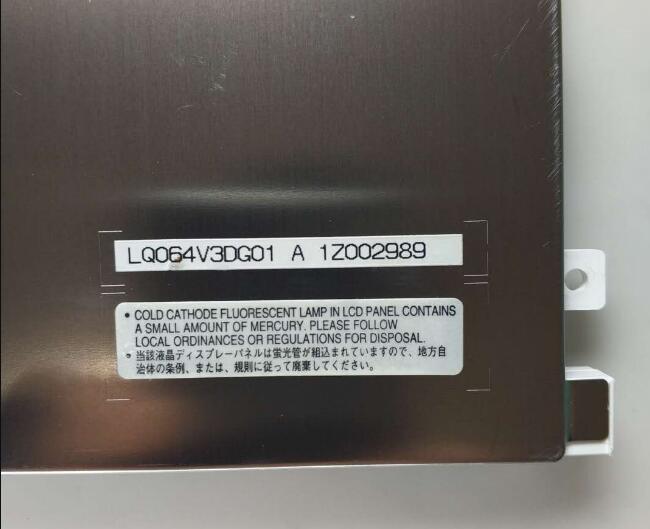 LQ064V3DG01 A 1Z002989
• COLD CATHODE FLUORESCENT LAMP IN LCD PANEL CONTAINS
A SMALL AMOUNT OF MERCURY. PLEASE FOLLOW
LOCAL ORDINANCES OR REGULATIONS FOR DISPOSAL.
• 当該液晶ディスプレーパネルは蛍光管が組込まれていますので、地方自
治体の条例、または、規則に従って廃棄してください。